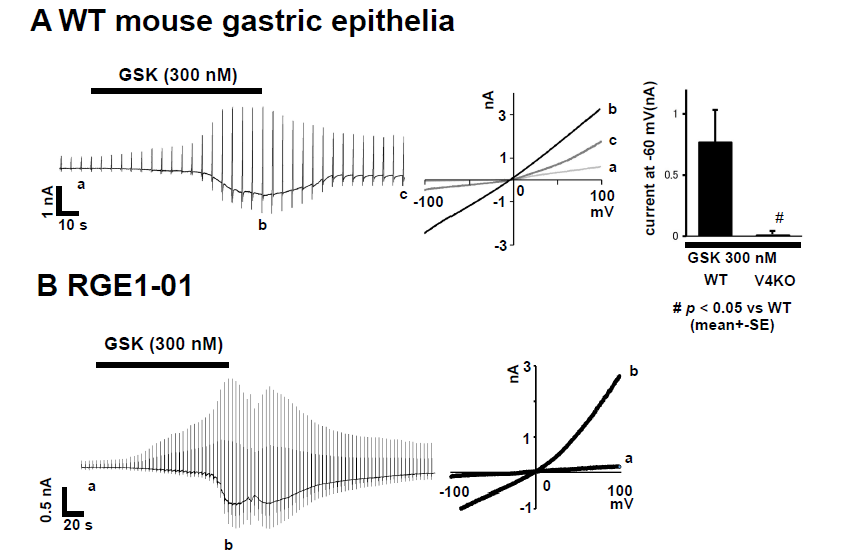 A WT mouse gastric epithelia
GSK (300 nM)
a
b
c
1 nA
10 s
nA
3
1
-1
-3
-100
0
100
mV
b
c
a
current at -60 mV(nA)
1
0.5
0
#
GSK 300 nM
WT V4KO
# p < 0.05 vs WT
(mean+-SE)
B RGE1-01
GSK (300 nM)
a
b
0.5 nA
20 s
nA
3
1
-1
-100
0
100
mV
b
a